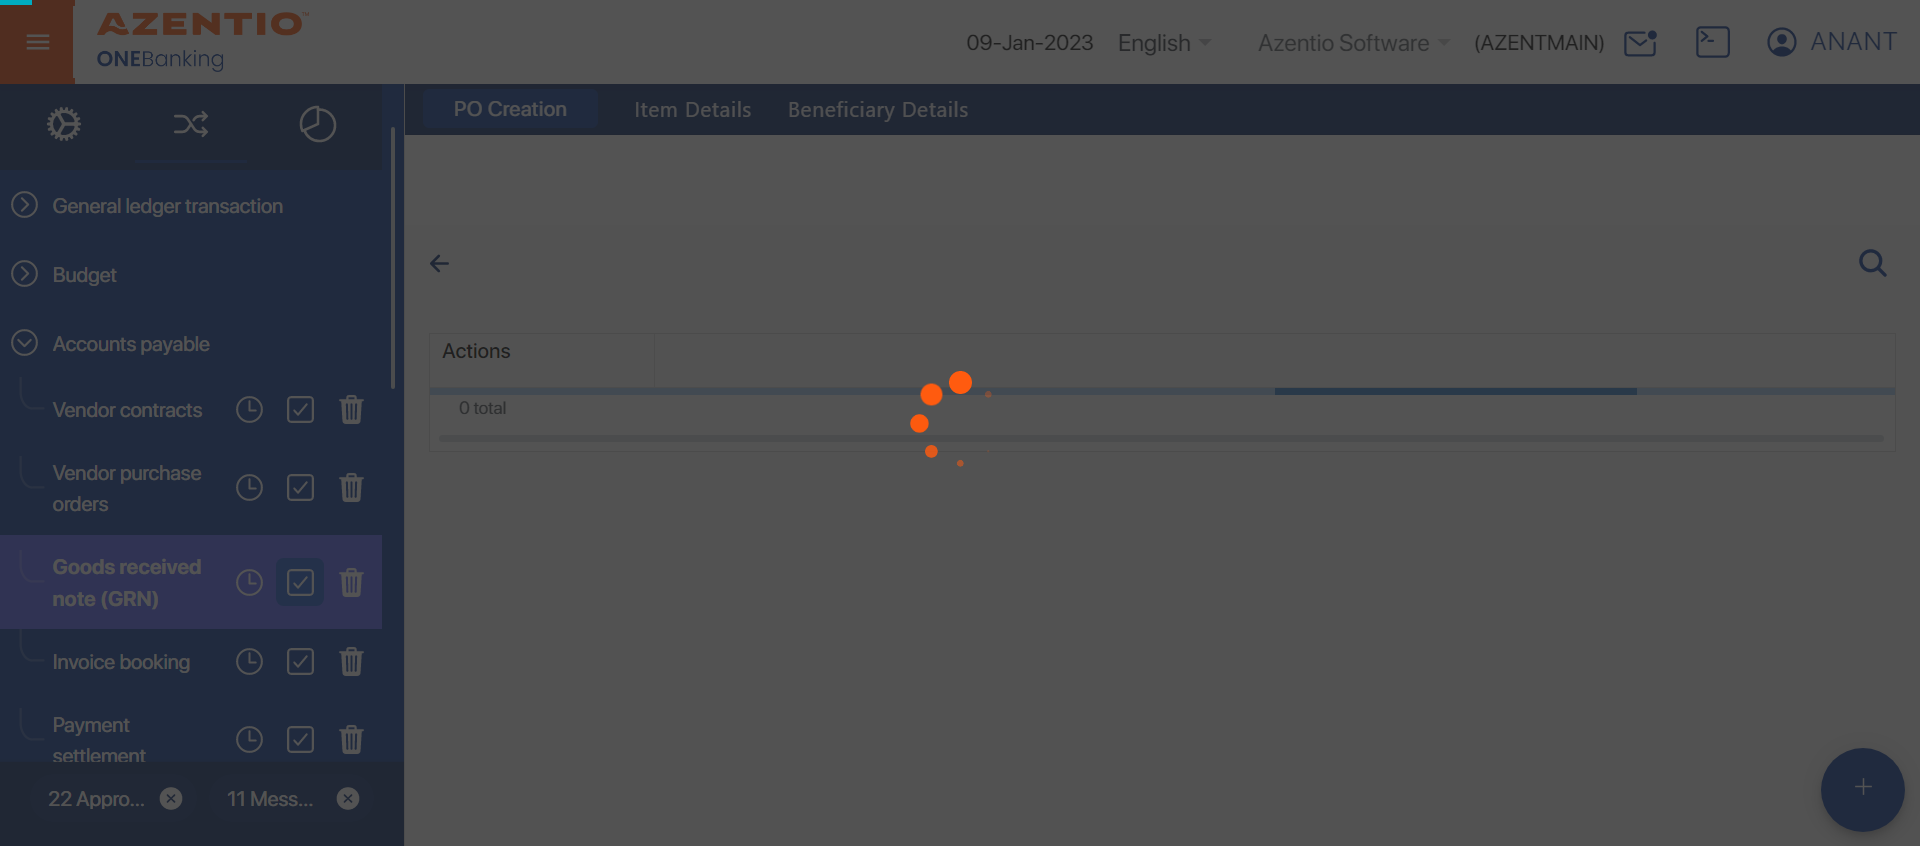 AZENTIO
ONEBanking
09-Jan-2023
English
Azentio Software
(AZENTMAIN)
ANANT
PO Creation
Item Details
Beneficiary Details
General ledger transaction
Budget
Accounts payable
Vendor contracts
Vendor purchase
orders
Goods received
note (GRN)
Invoice booking
Payment
settlement
22 Appro...
11 Mess...
Actions
0 total